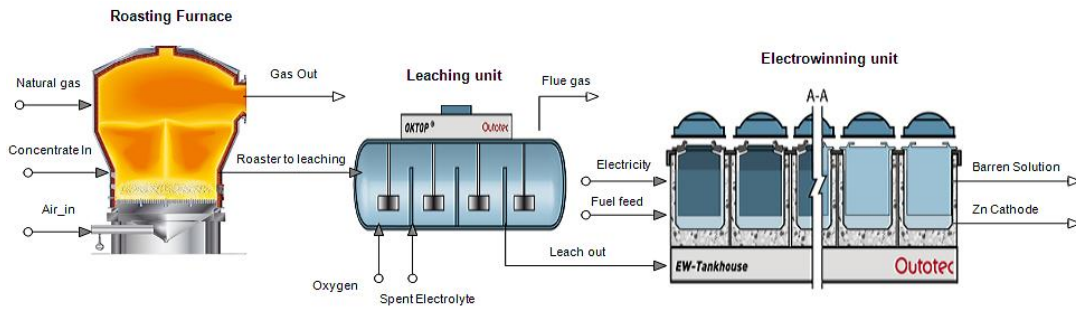 Roasting Furnace
Natural gas
Gas Out
Concentrate In
Roaster to leaching
Air_in
Leaching unit
Flue gas
OKTOP®
Outotec
Oxygen
Spent Electrolyte
Leach out
Electrowinning unit
A-A
Electricity
Fuel feed
Barren Solution
Zn Cathode
EW-Tankhouse
Outotec